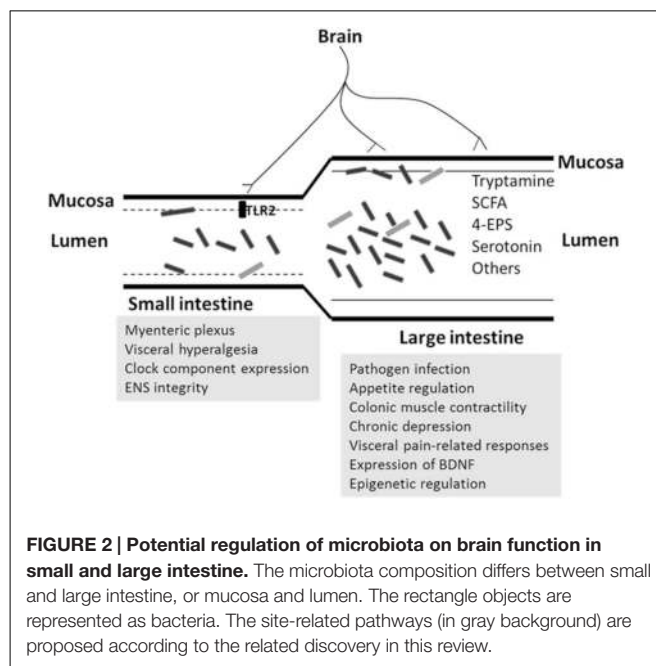 Brain
Mucosa
Mucosa
TLR2
Tryptamine
SCFA
Lumen
4-EPS
Lumen
Serotonin
Others
Small intestine
Myenteric plexus
Visceral hyperalgesia
Clock component expression
ENS integrity
Large intestine
Pathogen infection
Appetite regulation
Colonic muscle contractility
Chronic depression
Visceral pain-related responses
Expression of BDNF
Epigenetic regulation
FIGURE 2 | Potential regulation of microbiota on brain function in
small and large intestine. The microbiota composition differs between small
and large intestine, or mucosa and lumen. The rectangle objects are
represented as bacteria. The site-related pathways (in gray background) are
proposed according to the related discovery in this review.